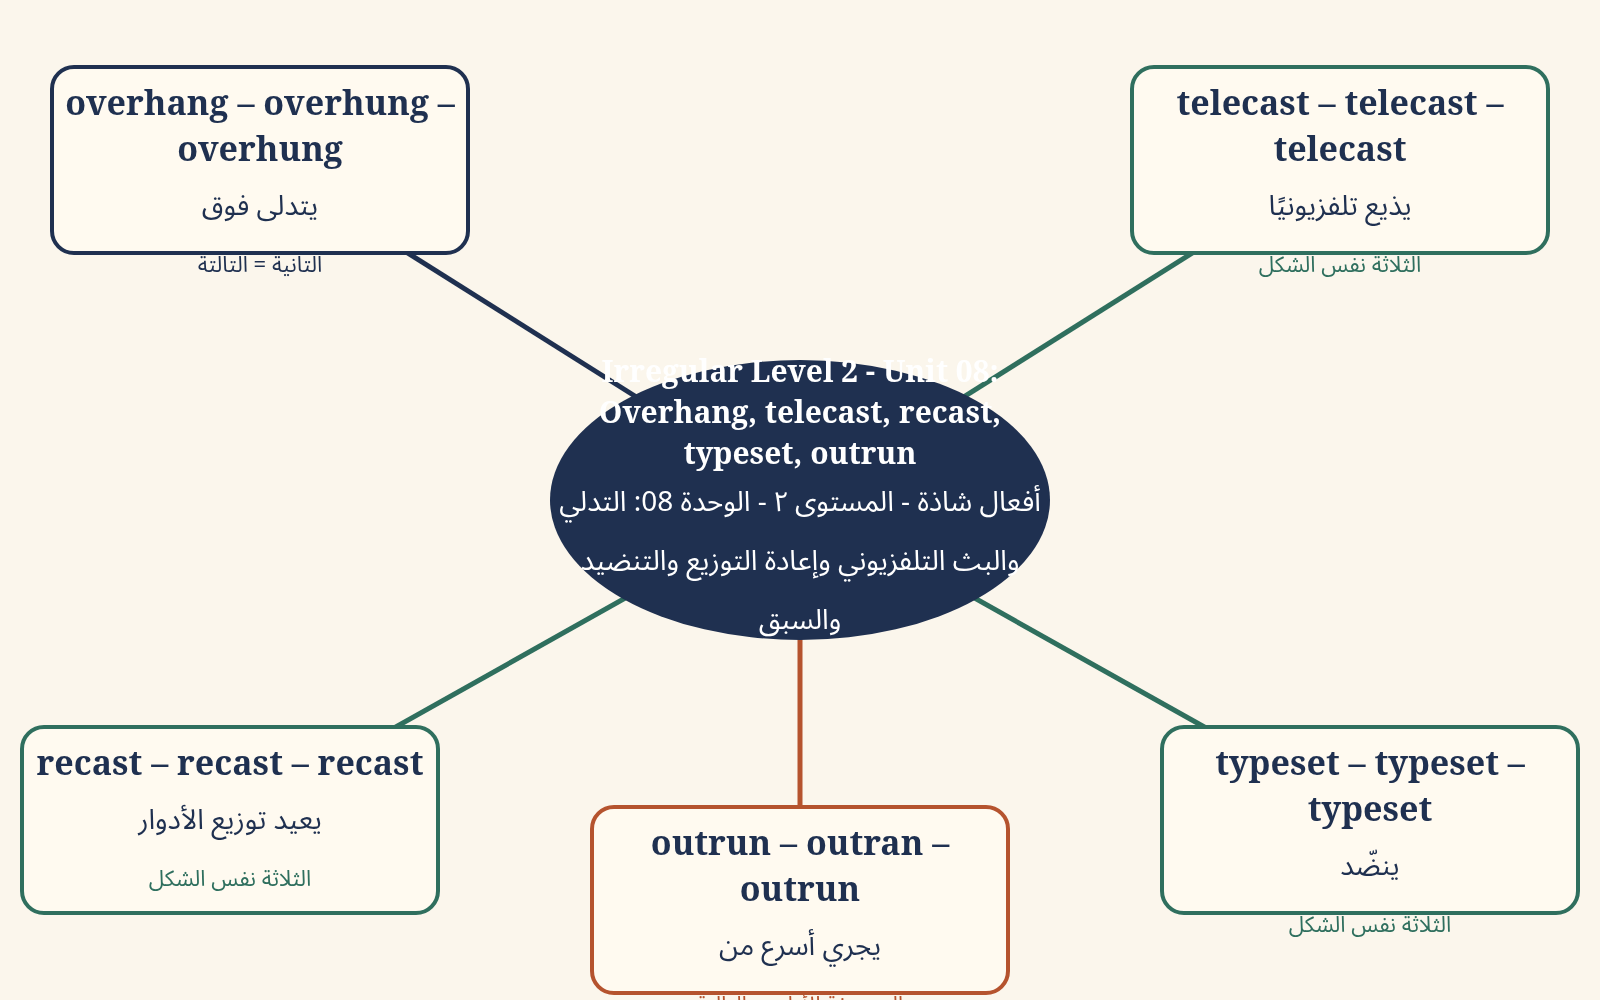 overhang – overhung –
overhung
يتدلى فوق
الثانية = الثالثة
telecast – telecast –
telecast
يذيع تلفزيونيًا
الثلاثة نفس الشكل
Irregular Level 2 - Unit 08:
Overhang, telecast, recast,
typeset, outrun
أفعال شاذة - المستوى ٢ - الوحدة 08: التدلي
والبث التلفزيوني وإعادة التوزيع والتنضيد
والسبق
recast – recast – recast
يعيد توزيع الأدوار
الثلاثة نفس الشكل
outrun – outran –
outrun
يجري أسرع من
typeset – typeset –
typeset
ينضّد
الثلاثة نفس الشكل